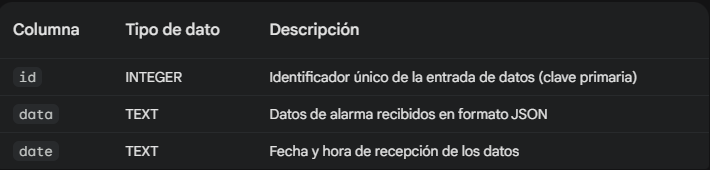 Columna Tipo de dato Descripción
id INTEGER Identificador único de la entrada de datos (clave primaria)
data TEXT Datos de alarma recibidos en formato JSON
date TEXT Fecha y hora de recepción de los datos